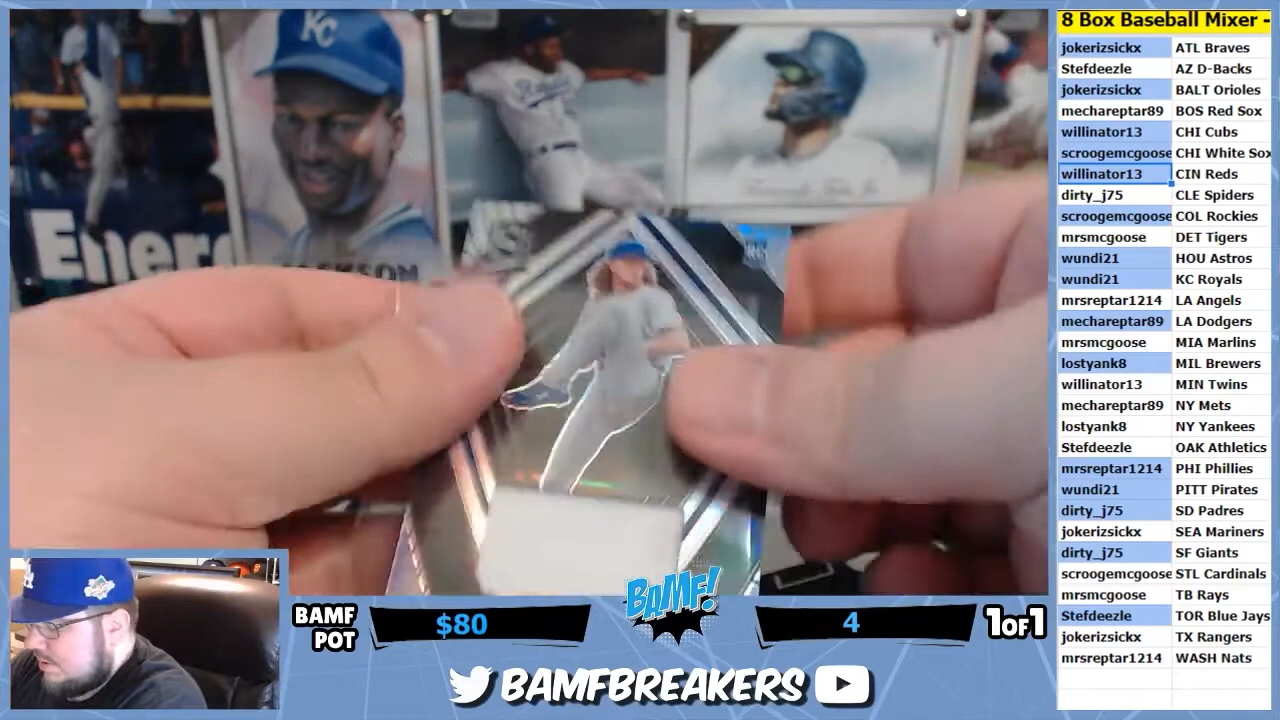 8 Box Baseball Mixer -
jokerizsickx ATL Braves
Stefdeezle AZ D-Backs
jokerizsickx BALT Orioles
mechareptar89 BOS Red Sox
willinator13 CHI Cubs
scroogemcgoose CHI White Sox
willinator13 CIN Reds
dirty_j75 CLE Spiders
scroogemcgoose COL Rockies
mrsmcgoose DET Tigers
wundi21 HOU Astros
wundi21 KC Royals
mrsreptar1214 LA Angels
mechareptar89 LA Dodgers
mrsmcgoose MIA Marlins
lostyank8 MIL Brewers
willinator13 MIN Twins
mechareptar89 NY Mets
lostyank8 NY Yankees
Stefdeezle OAK Athletics
mrsreptar1214 PHI Phillies
wundi21 PITT Pirates
dirty_j75 SD Padres
jokerizsickx SEA Mariners
dirty_j75 SF Giants
scroogemcgoose STL Cardinals
mrsmcgoose TB Rays
Stefdeezle TOR Blue Jays
jokerizsickx TX Rangers
mrsreptar1214 WASH Nats
KC
Ener
BAMF POT
$80
BAMF!
4
1OF1
BAMFBREAKERS